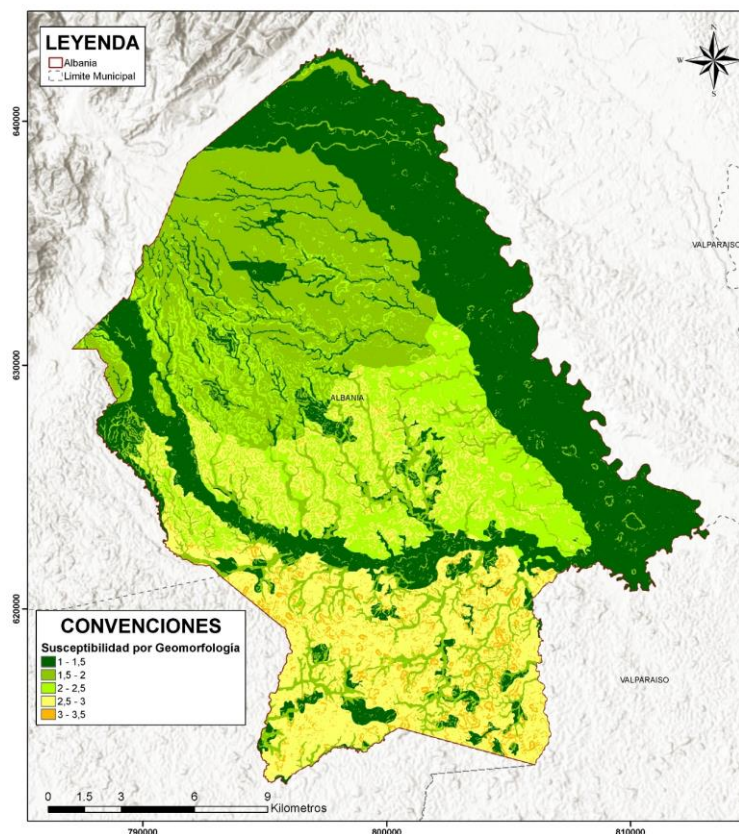 LEYENDA
Albania
Limite Municipal
N
W
E
S
640000
VALPARAISO
630000
ALBANIA
620000
CONVENCIONES
Susceptibilidad por Geomorfología
1 - 1,5
1,5 - 2
2 - 2,5
2,5 - 3
3 - 3,5
VALPARAISO
0 1.5 3 6 9
Kilometros
790000 800000 810000